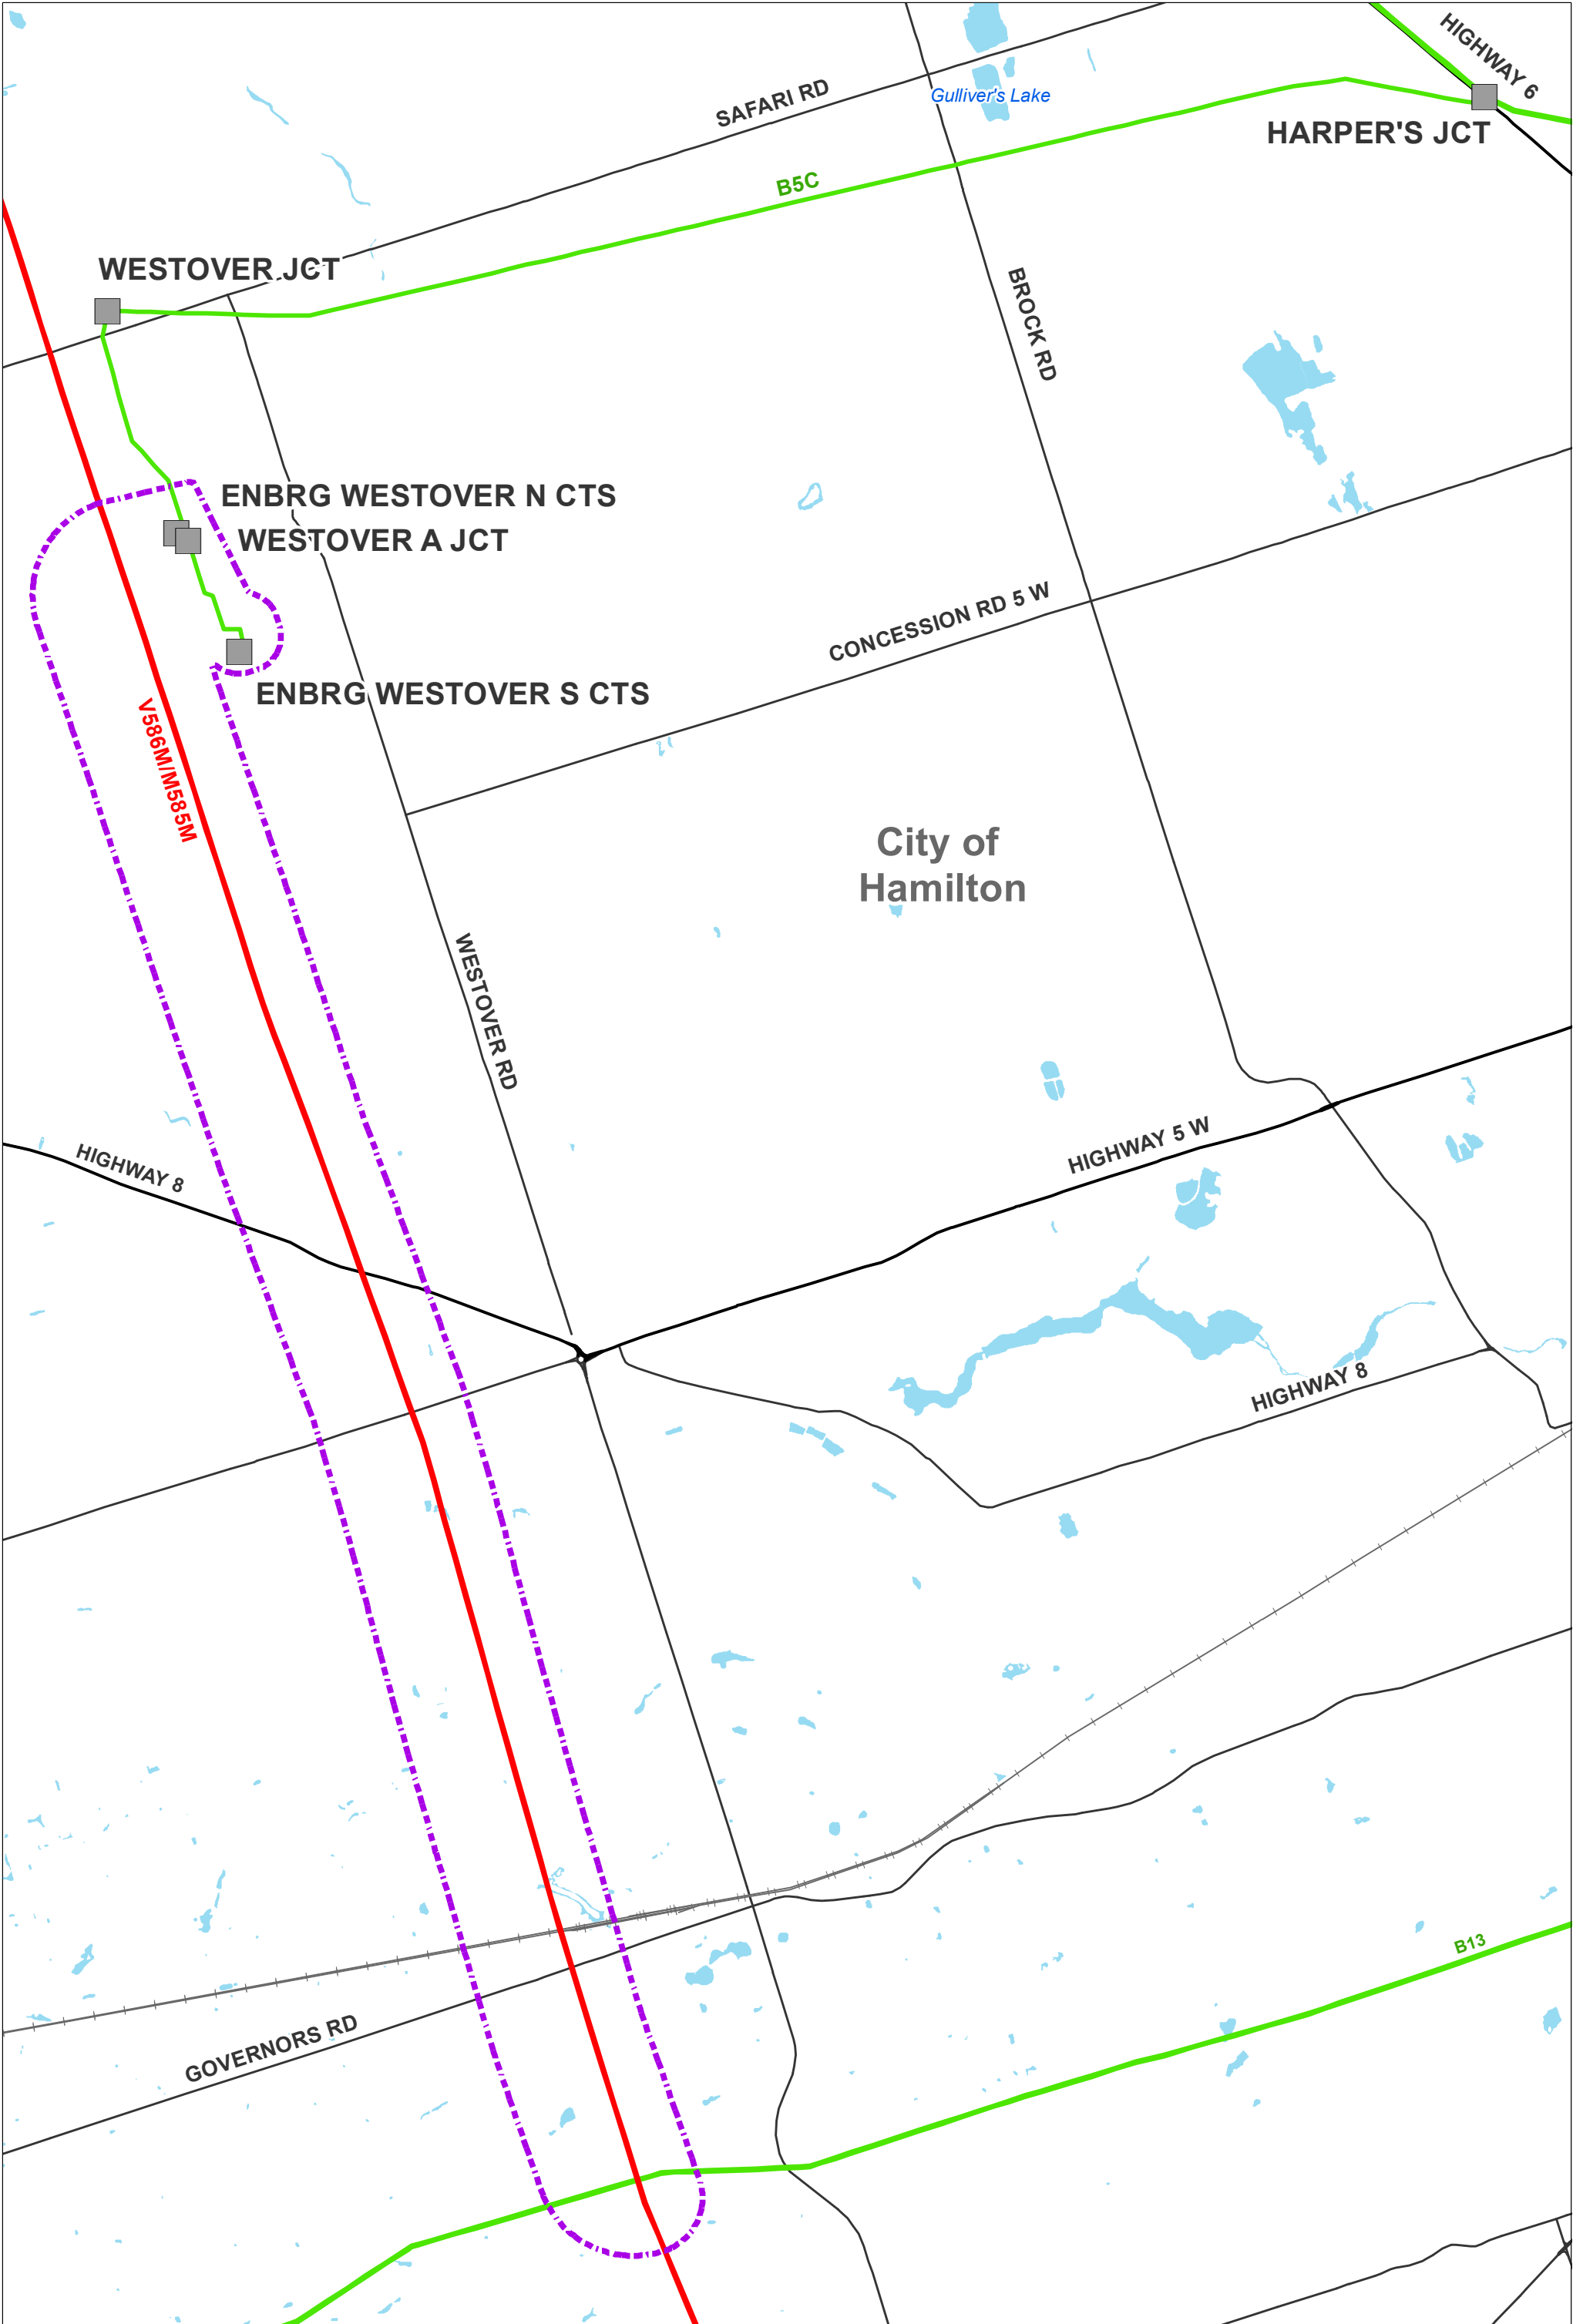 HIGHWAY 6
SAFARI RD
Gulliver's Lake
HARPER'S JCT
B5C
WESTOVER JCT
BROCK RD
ENBRG WESTOVER N CTS
WESTOVER A JCT
CONCESSION RD 5 W
ENBRG WESTOVER S CTS
V586M/M585M
City of
Hamilton
WESTOVER RD
HIGHWAY 5 W
HIGHWAY 8
HIGHWAY 8
B13
GOVERNORS RD